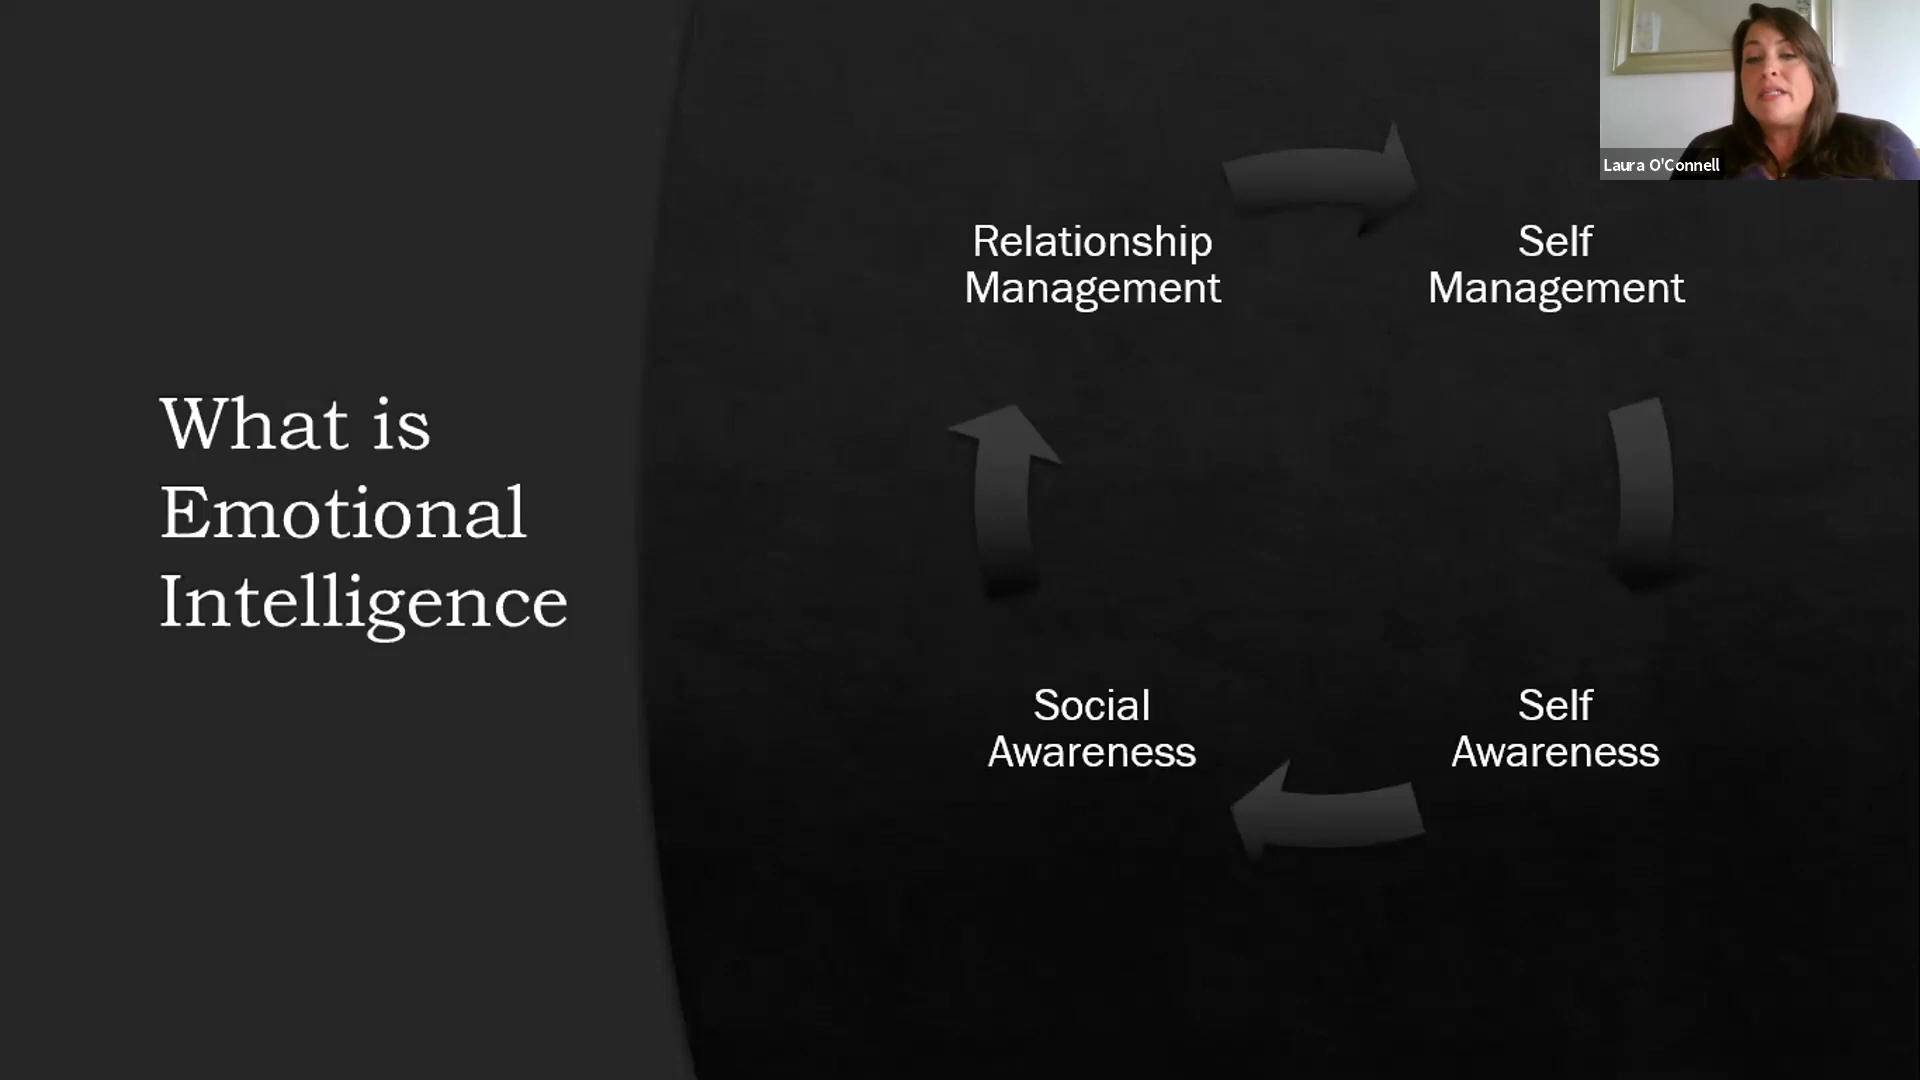 What is
Emotional
Intelligence
Relationship
Management
Self
Management
Social
Awareness
Self
Awareness
Laura O'Connell